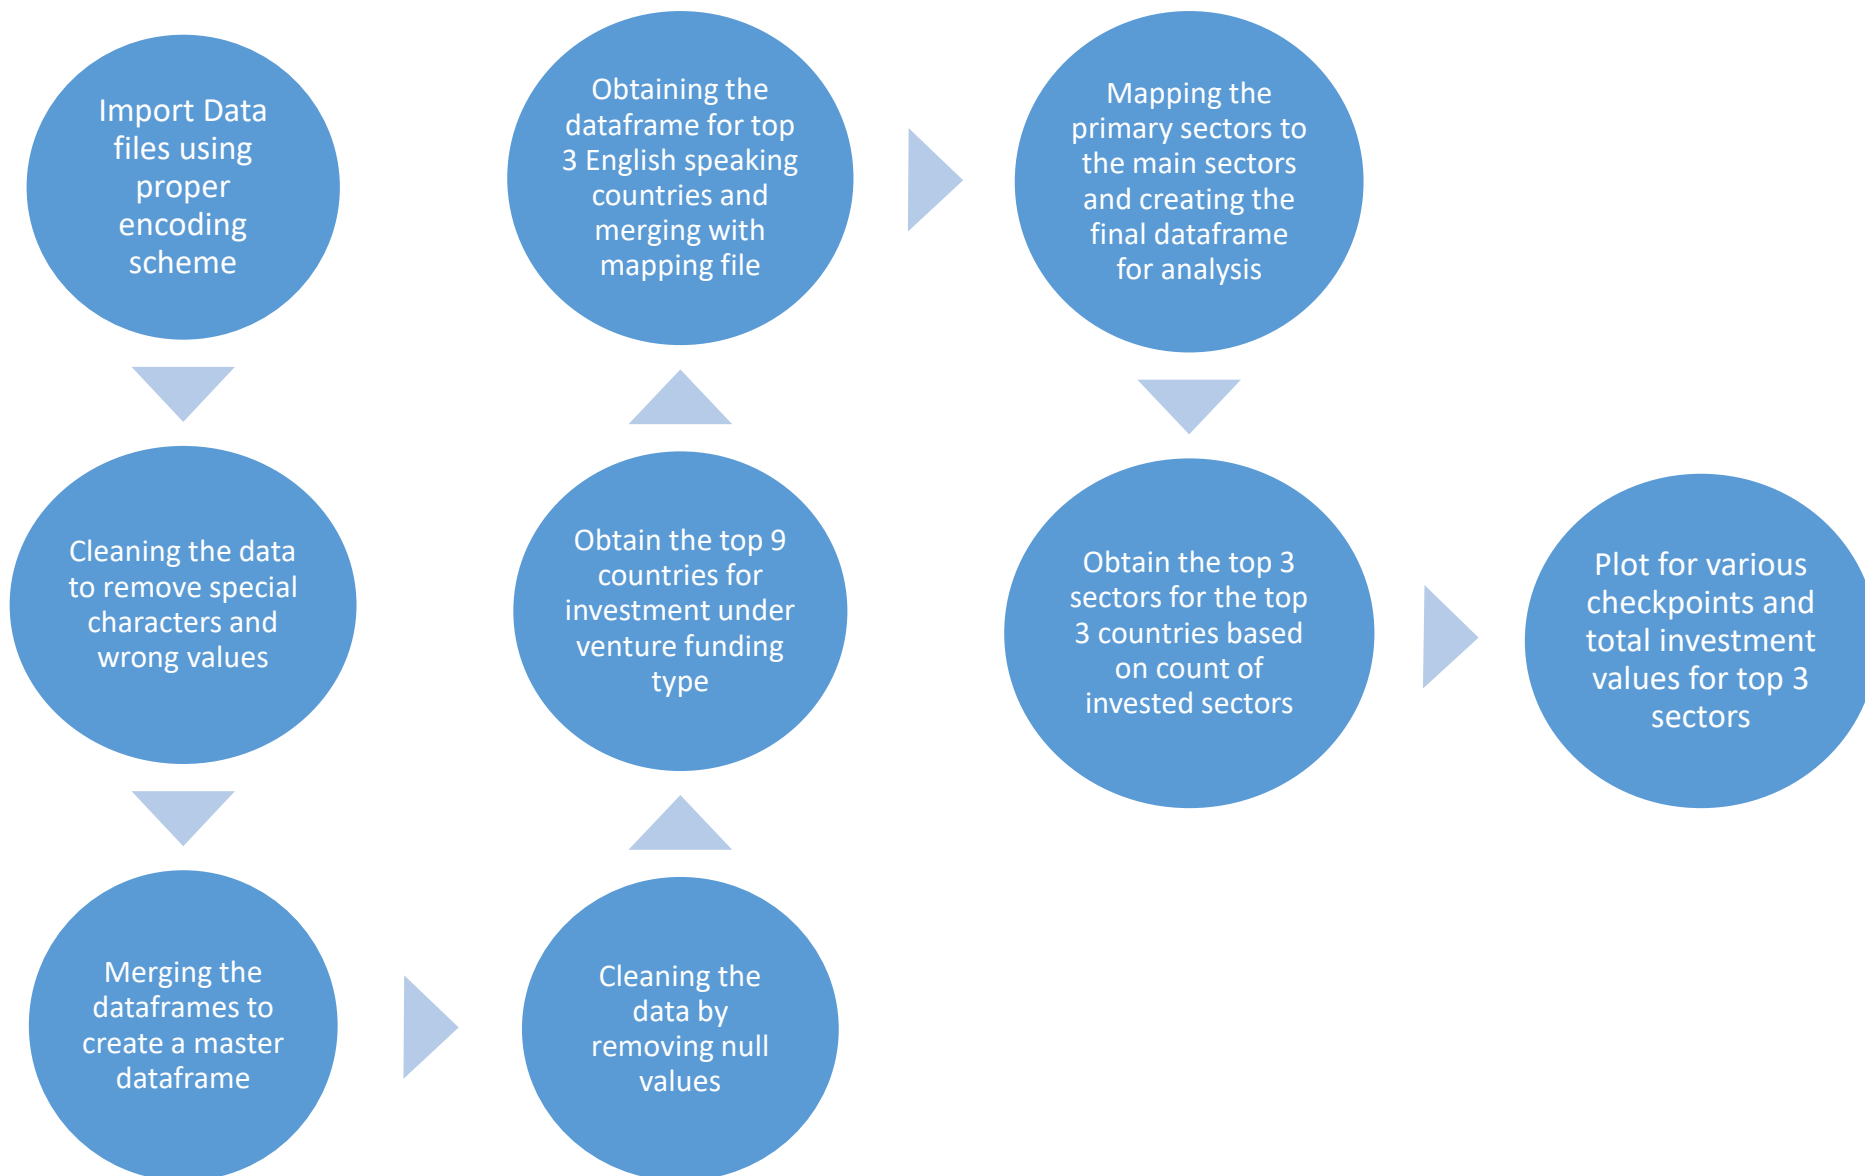 Import Data
files using
proper
encoding
scheme
Cleaning the data
to remove special
characters and
wrong values
Merging the
dataframes to
create a master
dataframe
Cleaning the
data by
removing null
values
Obtain the top 9
countries for
investment under
venture funding
type
Obtaining the
dataframe for top
3 English speaking
countries and
merging with
mapping file
Mapping the
primary sectors to
the main sectors
and creating the
final dataframe
for analysis
Obtain the top 3
sectors for the top
3 countries based
on count of
invested sectors
Plot for various
checkpoints and
total investment
values for top 3
sectors